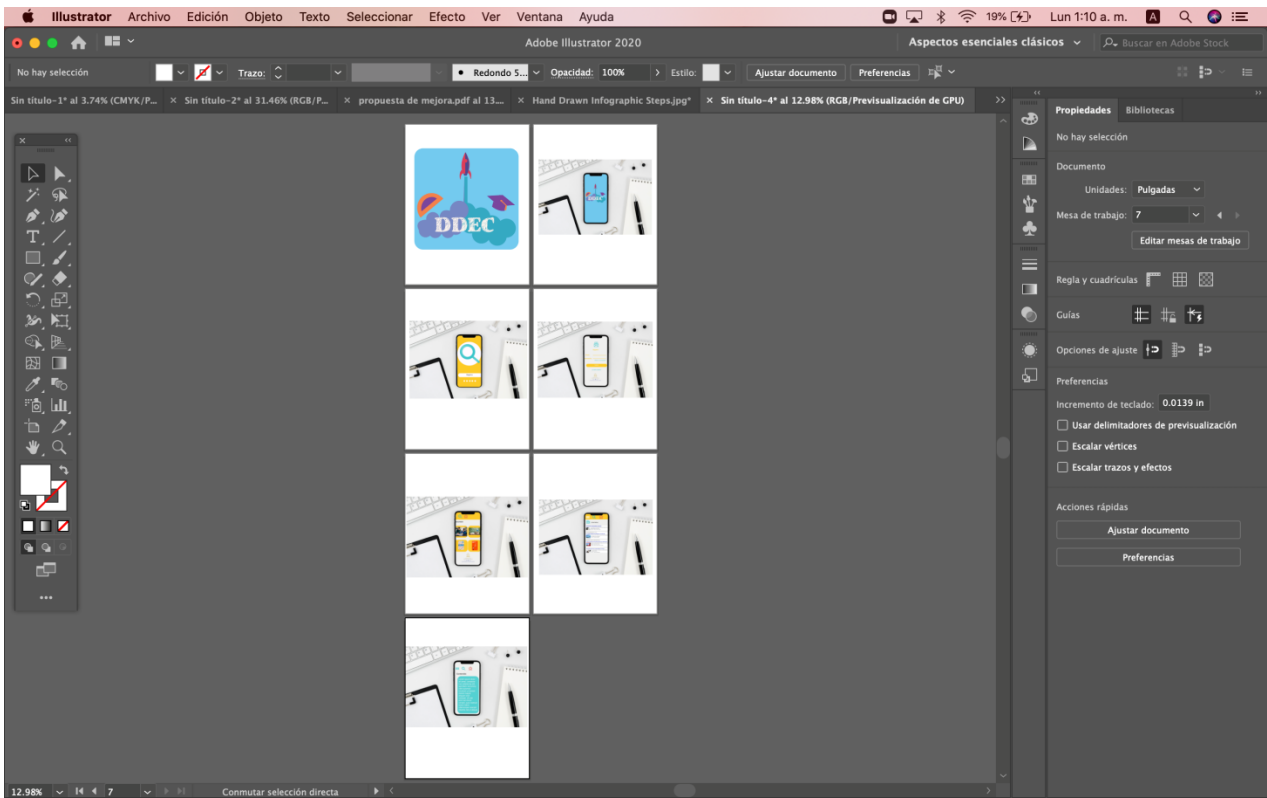 Illustrator Archivo Edición Objeto Texto Seleccionar Efecto Ver Ventana Ayuda 19% Lun 1:10 a. m. A
Adobe Illustrator 2020 Aspectos esenciales clásicos Buscar en Adobe Stock
No hay selección Trazo: Redondo 5... Opacidad: 100% Estilo: Ajustar documento Preferencias
Sin título-1* al 3.74% (CMYK/P... × Sin título-2* al 31.46% (RGB/P... × propuesta de mejora.pdf al 13.... × Hand Drawn Infographic Steps.jpg* × Sin título-4* al 12.98% (RGB/Previsualización de GPU)
Propiedades Bibliotecas
No hay selección
Documento
Unidades: Pulgadas
Mesa de trabajo: 7
Editar mesas de trabajo
Regla y cuadrículas
Guías
Opciones de ajuste
Preferencias
Incremento de teclado: 0.0139 in
Usar delimitadores de previsualización
Escalar vértices
Escalar trazos y efectos
Acciones rápidas
Ajustar documento
Preferencias
DDEC
12.98% 7 Conmutar selección directa